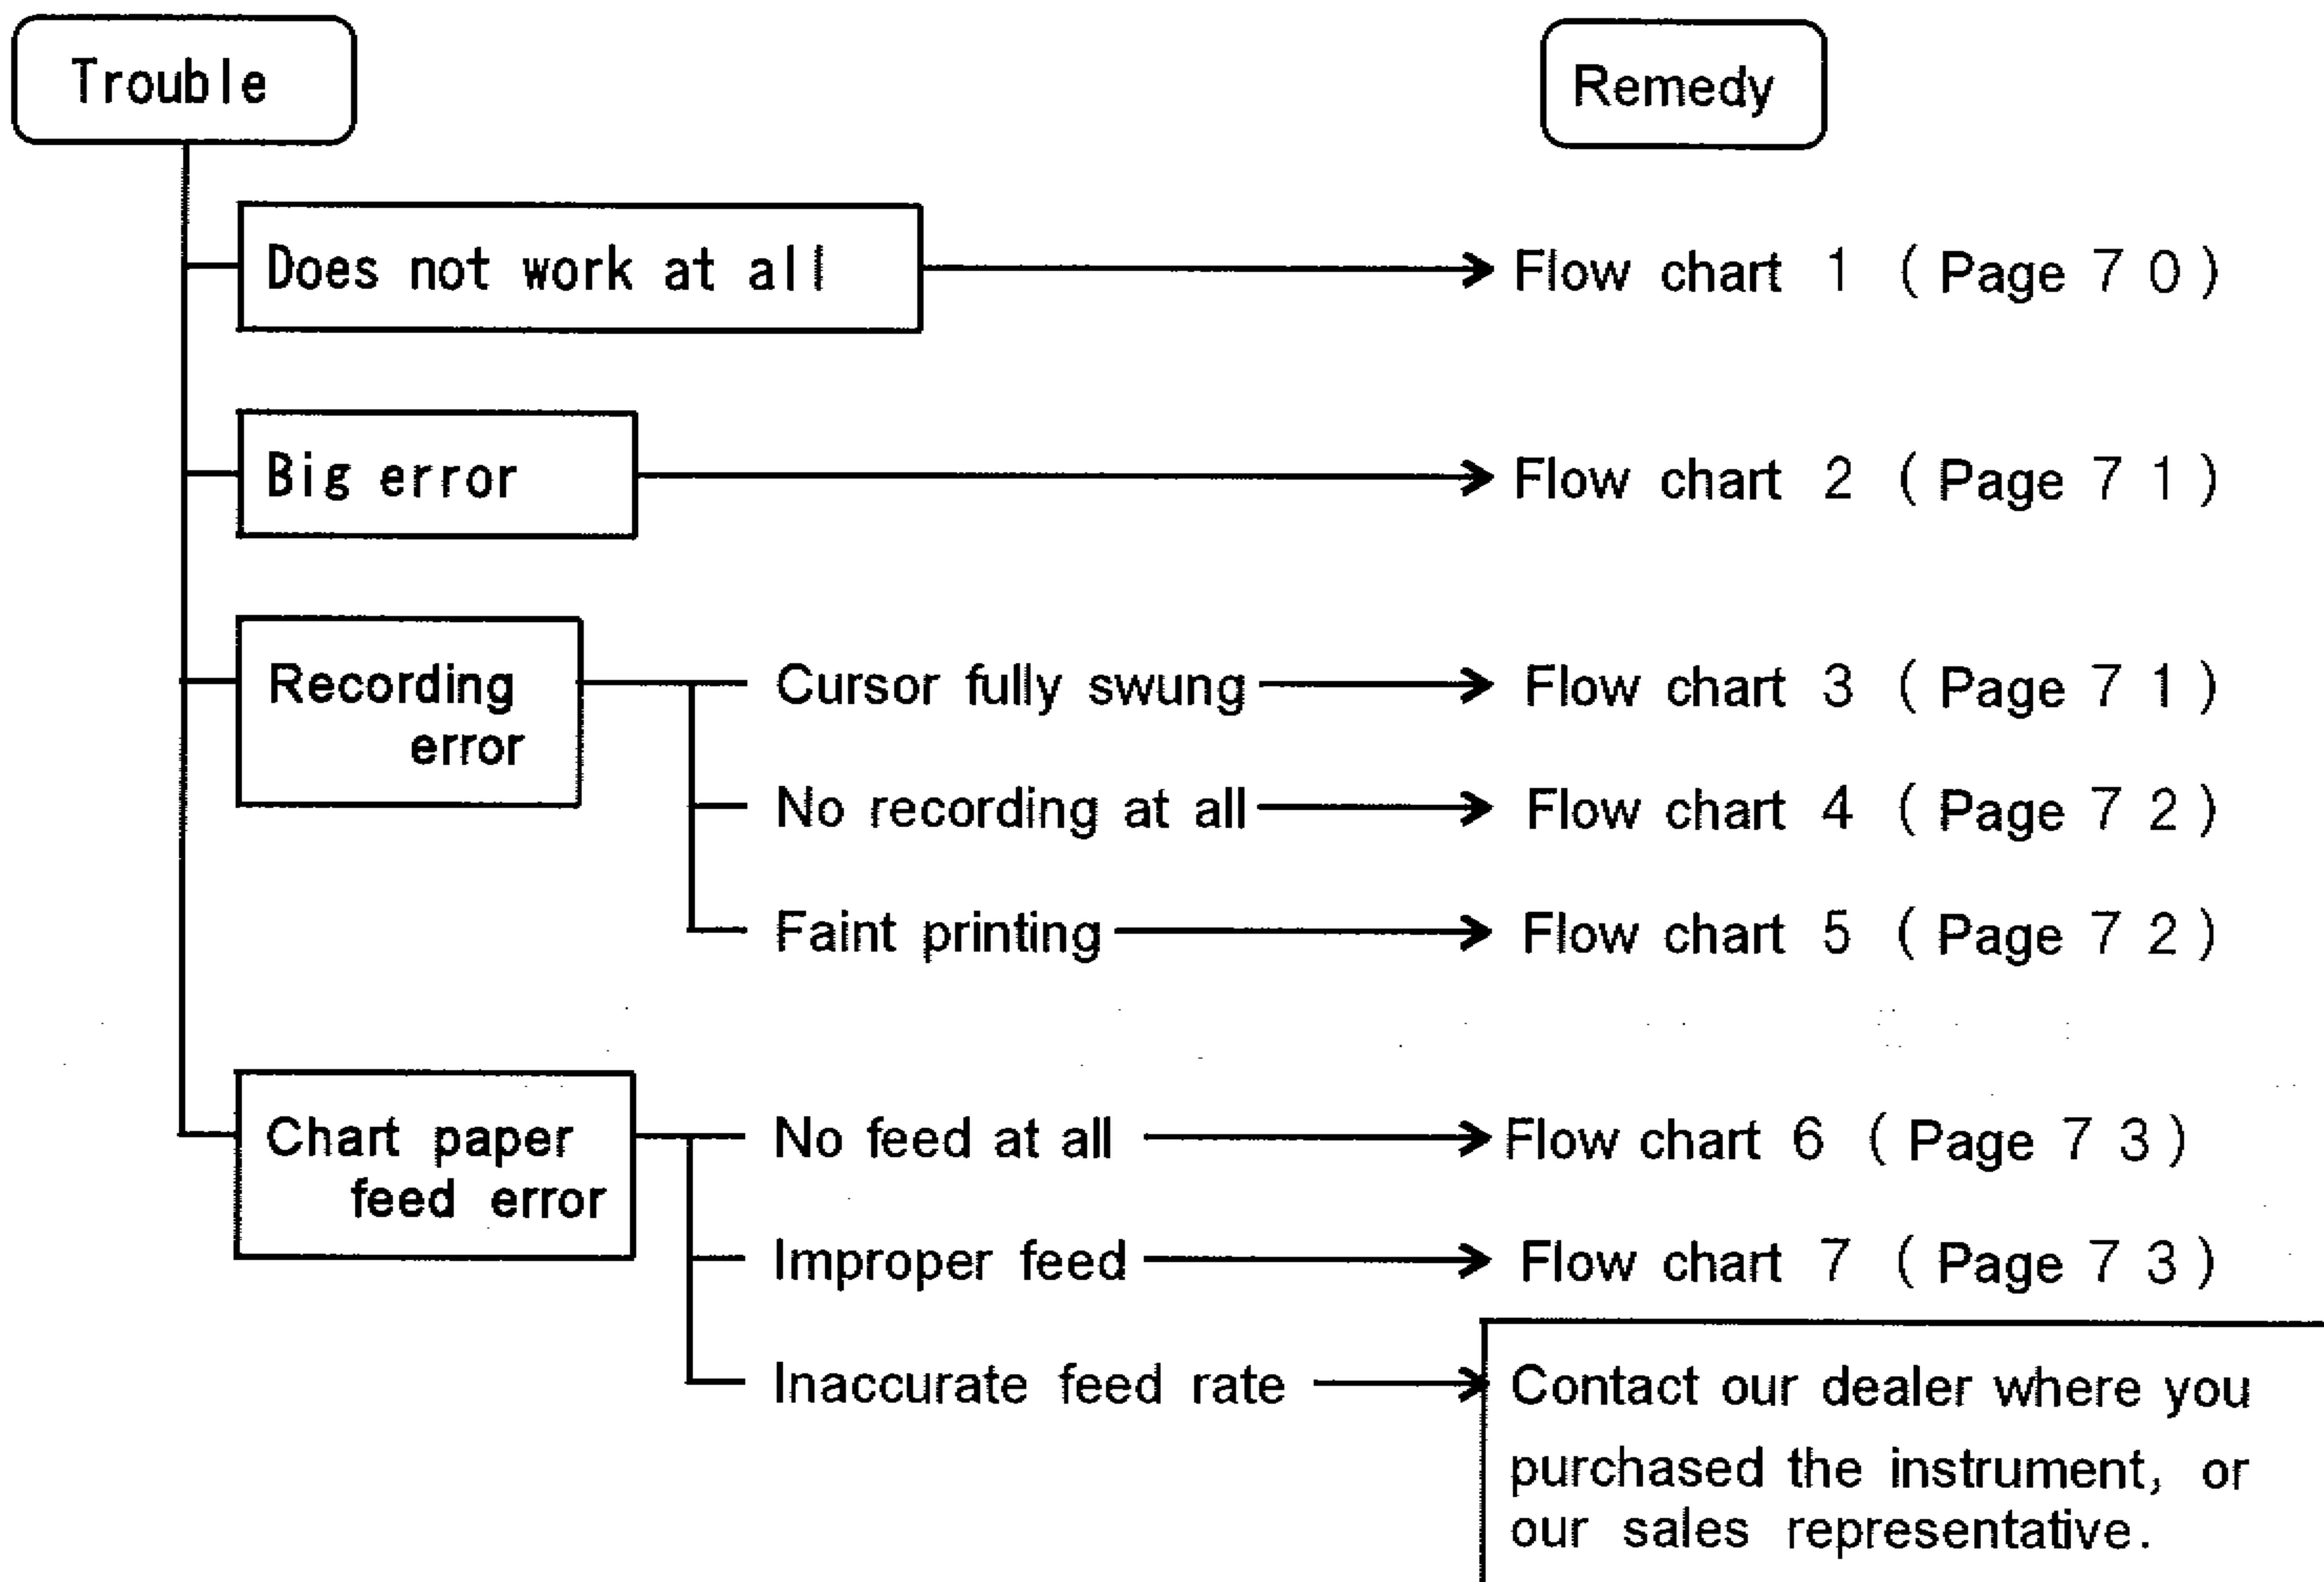 Trouble Remedy
Does not work at all Flow chart 1 ( Page 7 0 )
Big error Flow chart 2 ( Page 7 1 )
Recording Cursor fully swung Flow chart 3 ( Page 7 1 )
error
No recording at all Flow chart 4 ( Page 7 2 )
Faint printing Flow chart 5 ( Page 7 2 )
Chart paper No feed at all Flow chart 6 ( Page 7 3 )
feed error
Improper feed Flow chart 7 ( Page 7 3 )
Inaccurate feed rate Contact our dealer where you
purchased the instrument, or
our sales representative.